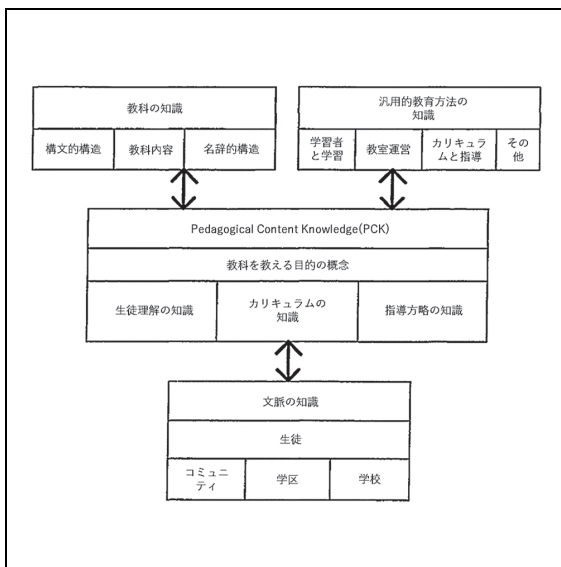 教科の知識
構文的構造
教科内容
名辞的構造
汎用的教育方法の
知識
学習者
と学習
教室運営
カリキュラ
ムと指導
その
他
Pedagogical Content Knowledge(PCK)
教科を教える目的の概念
生徒理解の知識
カリキュラムの
知識
指導方略の知識
文脈の知識
生徒
コミュニ
ティ
学区
学校